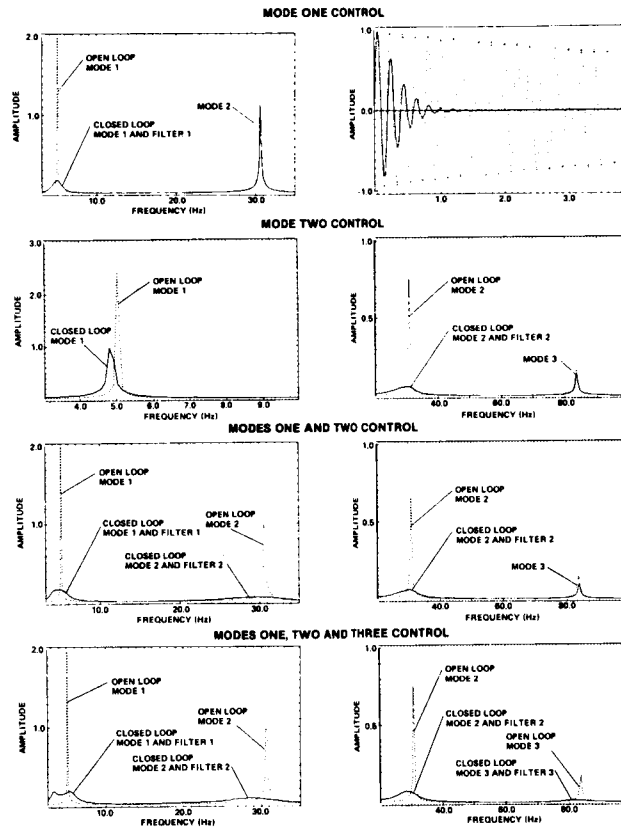 MODE ONE CONTROL
AMPLITUDE
2.0
1.0
OPEN LOOP
MODE 1
CLOSED LOOP
MODE 1 AND FILTER 1
MODE 2
10.0
20.0
30.0
FREQUENCY (Hz)
AMPLITUDE
1.0
0.0
-1.0
0.0
1.0
2.0
3.0
MODE TWO CONTROL
AMPLITUDE
3.0
2.0
1.0
OPEN LOOP
MODE 1
CLOSED LOOP
MODE 1
4.0
5.0
6.0
7.0
8.0
9.0
FREQUENCY (Hz)
AMPLITUDE
1.0
0.5
OPEN LOOP
MODE 2
CLOSED LOOP
MODE 2 AND FILTER 2
MODE 3
40.0
60.0
80.0
FREQUENCY (Hz)
MODES ONE AND TWO CONTROL
AMPLITUDE
2.0
1.0
OPEN LOOP
MODE 1
CLOSED LOOP
MODE 1 AND FILTER 1
OPEN LOOP
MODE 2
CLOSED LOOP
MODE 2 AND FILTER 2
10.0
20.0
30.0
FREQUENCY (Hz)
AMPLITUDE
1.0
0.5
OPEN LOOP
MODE 2
CLOSED LOOP
MODE 2 AND FILTER 2
MODE 3
40.0
60.0
80.0
FREQUENCY (Hz)
MODES ONE, TWO AND THREE CONTROL
AMPLITUDE
2.0
1.0
OPEN LOOP
MODE 1
CLOSED LOOP
MODE 1 AND FILTER 1
OPEN LOOP
MODE 2
CLOSED LOOP
MODE 2 AND FILTER 2
10.0
20.0
30.0
FREQUENCY (Hz)
AMPLITUDE
1.0
0.5
OPEN LOOP
MODE 2
CLOSED LOOP
MODE 2 AND FILTER 2
OPEN LOOP
MODE 3
CLOSED LOOP
MODE 3 AND FILTER 3
40.0
60.0
80.0
FREQUENCY (Hz)